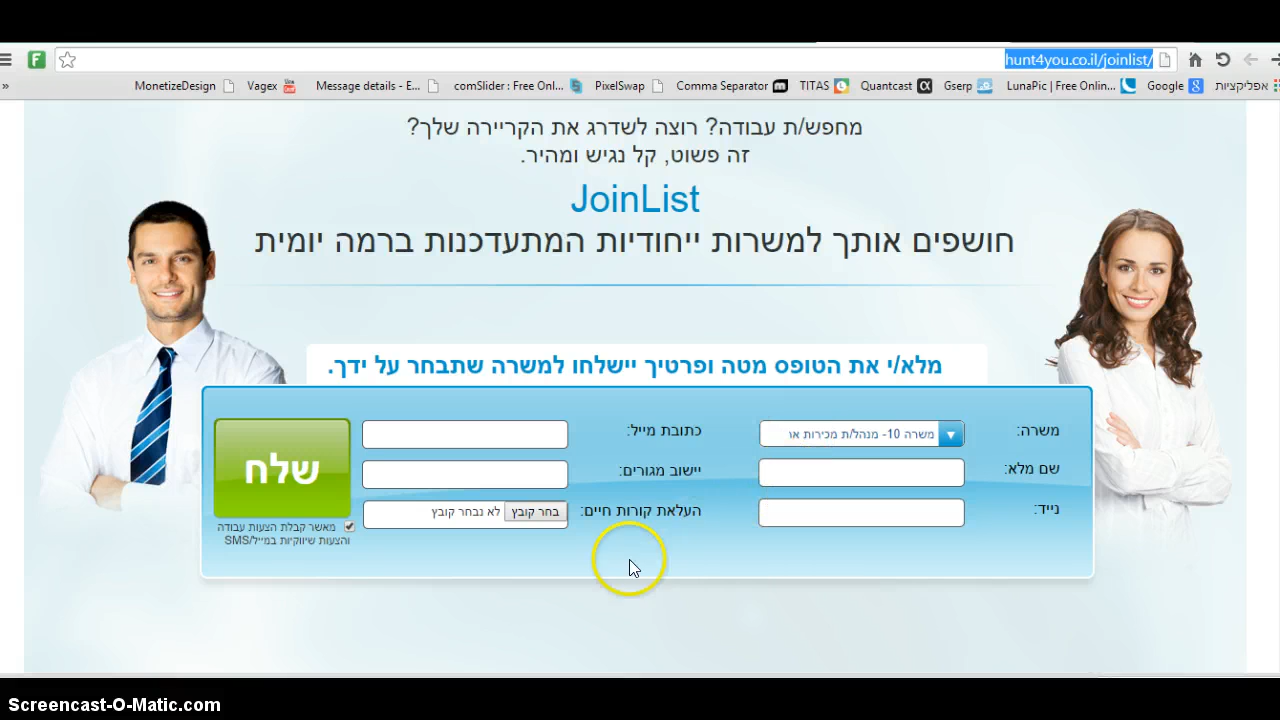 hunt4you.co.il/joinlist/
אפליקציות Google LunaPic | Free Onlin... Gserp Quantcast TITAS Comma Separator PixelSwap comSlider : Free Onl... Message details - E... Vagex MonetizeDesign »
מחפש/ת עבודה? רוצה לשדרג את הקריירה שלך?
זה פשוט, קל נגיש ומהיר.
JoinList
חושפים אותך למשרות ייחודיות המתעדכנות ברמה יומית
מלא/י את הטופס מטה ופרטיך יישלחו למשרה שתבחר על ידך.
משרה: משרה 10- מנהל/ת מכירות או כתובת מייל:
שם מלא: יישוב מגורים:
נייד: העלאת קורות חיים: בחר קובץ לא נבחר קובץ
שלח
מאשר קבלת הצעות עבודה
והצעות שיווקיות במייל/SMS
Screencast-O-Matic.com